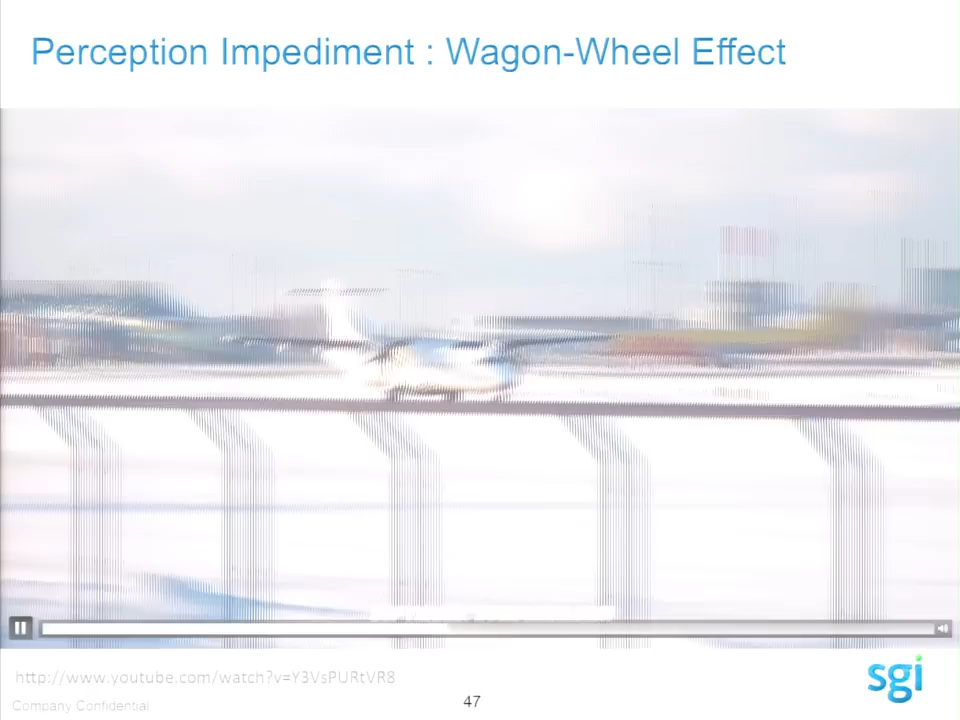 Perception Impediment : Wagon-Wheel Effect
http://www.youtube.com/watch?v=Y3VsPURtVR8
Company Confidential
47
sgi